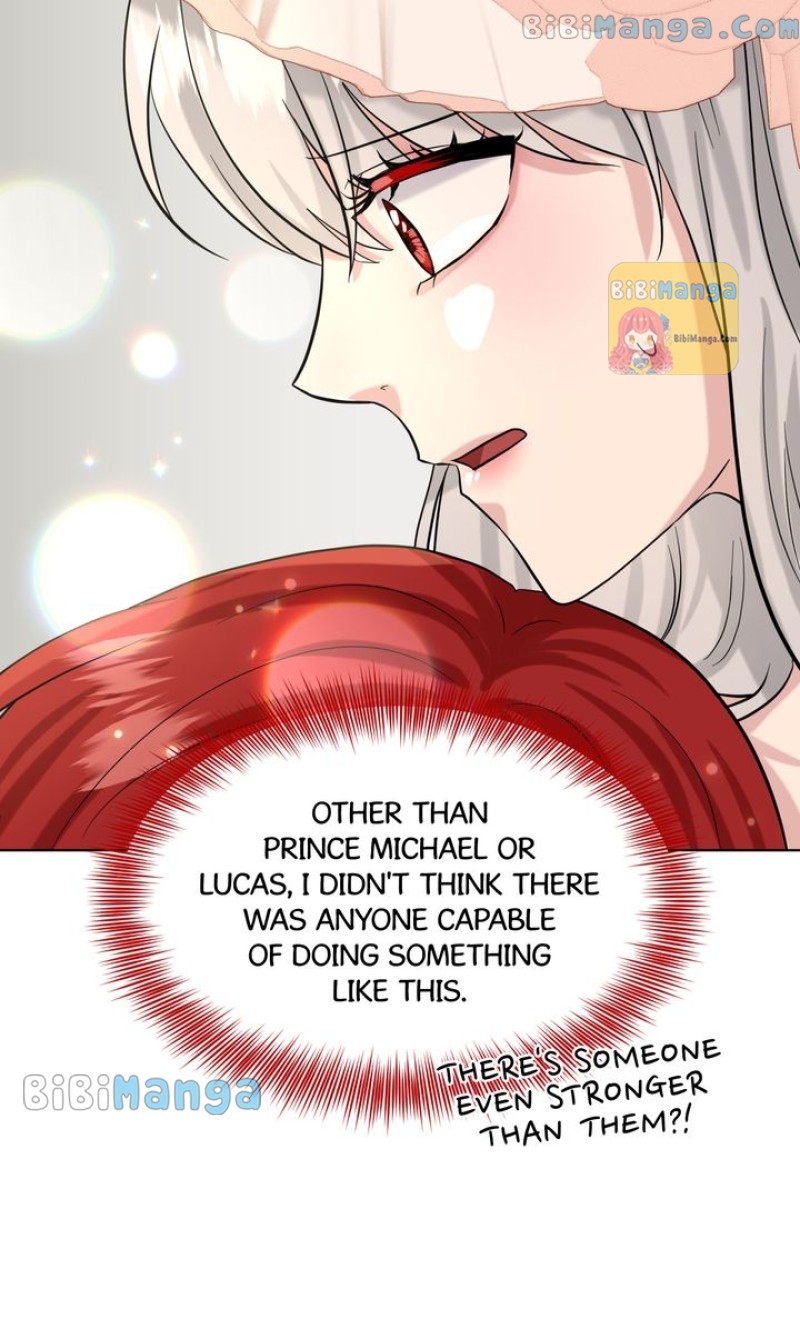 BiBiManga.Com
BiBiManga
BibiManga.Com
OTHER THAN
PRINCE MICHAEL OR
LUCAS, I DIDN'T THINK THERE
WAS ANYONE CAPABLE
OF DOING SOMETHING
LIKE THIS.
THERE'S SOMEONE
EVEN STRONGER
THAN THEM?!
BiBiManga